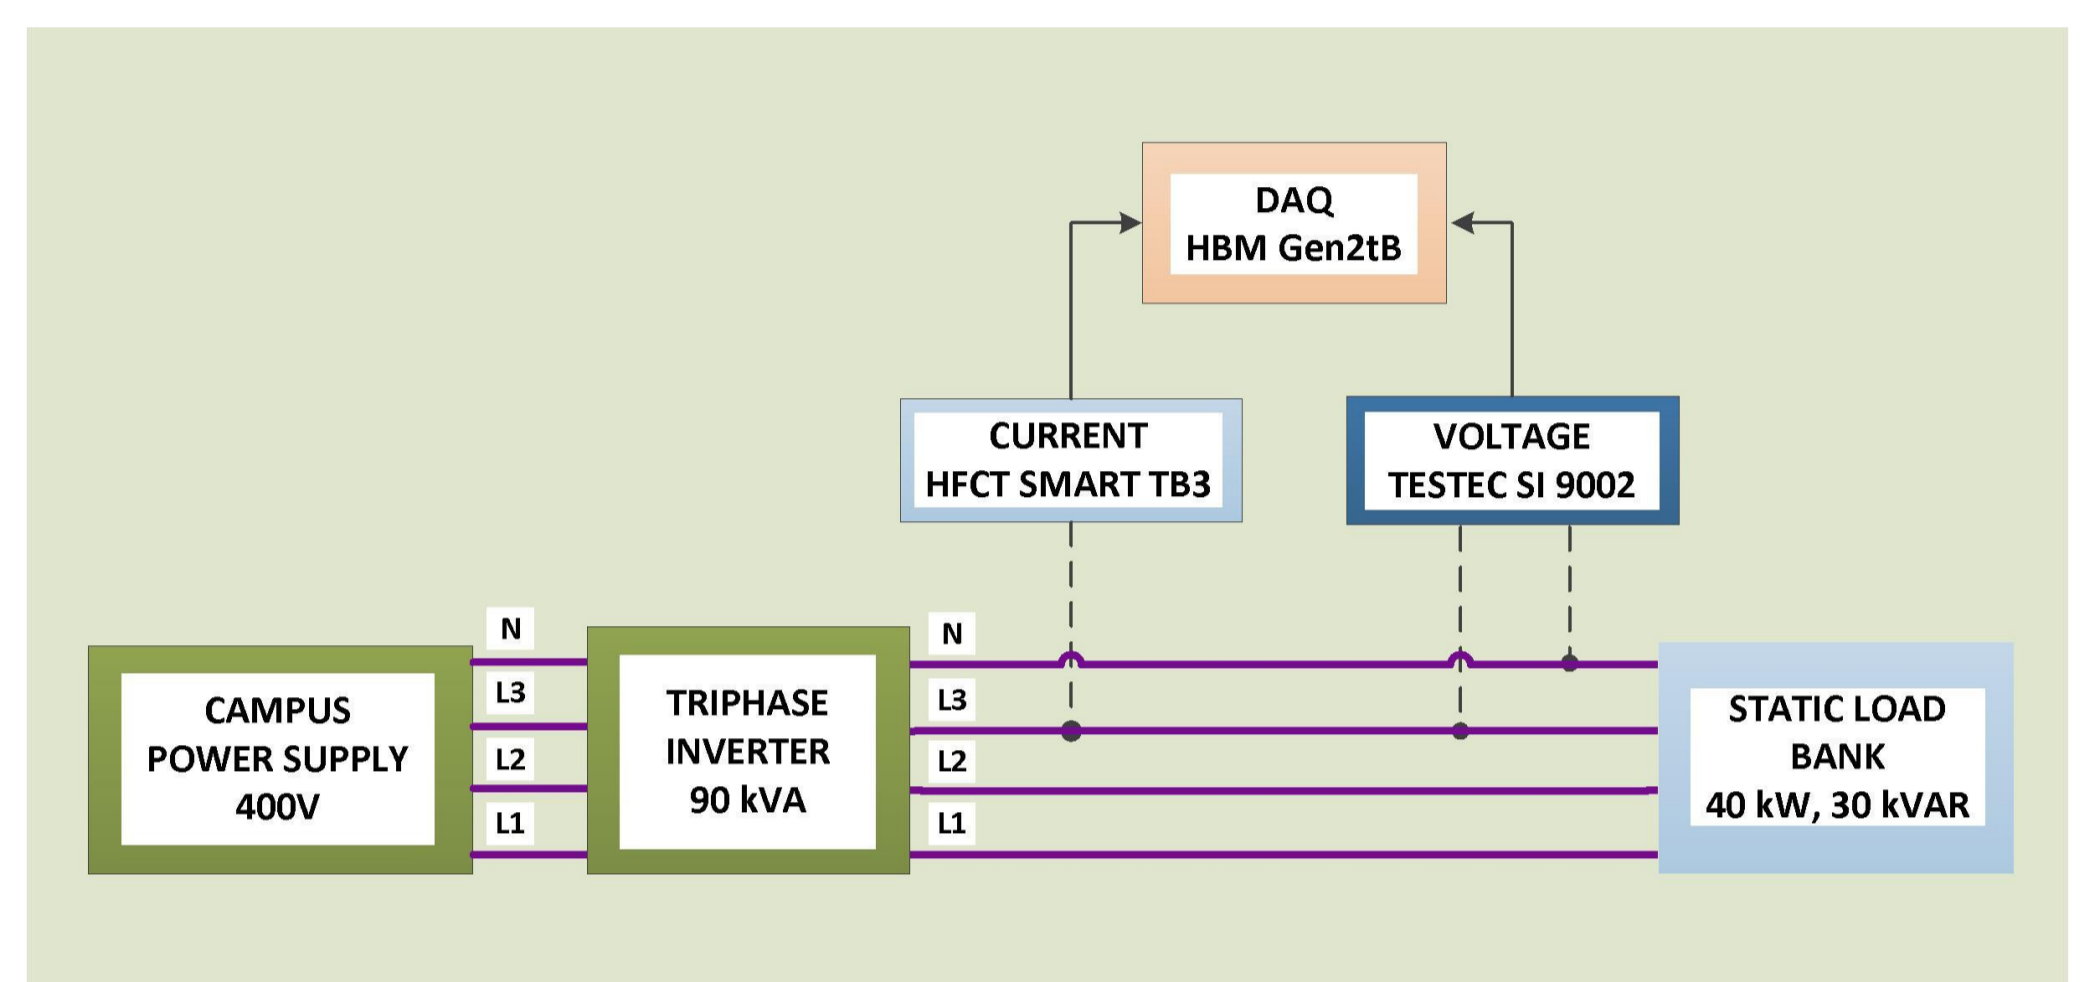 DAQ
HBM Gen2tB
CURRENT
HFCT SMART TB3
VOLTAGE
TESTEC SI 9002
N
L3
L2
L1
N
L3
L2
L1
CAMPUS
POWER SUPPLY
400V
TRIPHASE
INVERTER
90 kVA
STATIC LOAD
BANK
40 kW, 30 kVAR